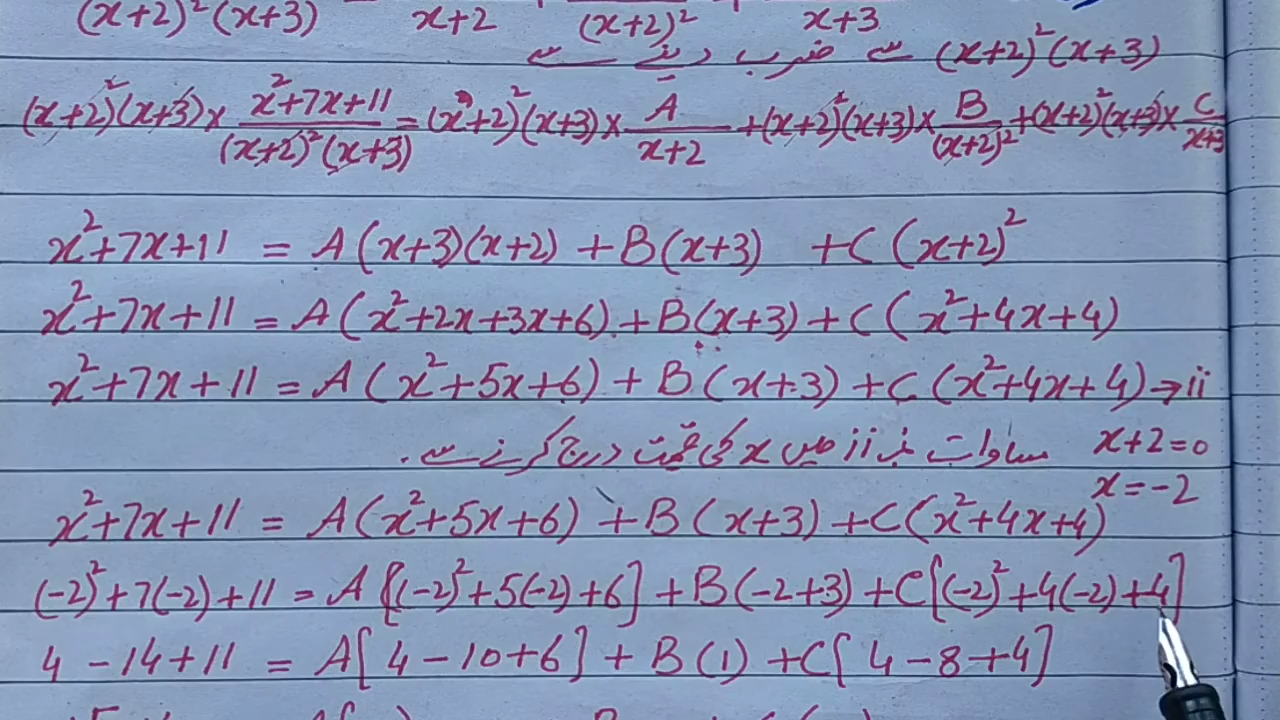 (x+2)²(x+3) x+2 (x+2)² x+3
(x+2)²(x+3) سے ضرب دینے سے
(x+2)²(x+3) × x²+7x+11/(x+2)²(x+3) = (x+2)²(x+3) × A/x+2 + (x+2)²(x+3) × B/(x+2)² + (x+2)²(x+3) × C/x+3
x²+7x+11 = A(x+3)(x+2) + B(x+3) + C(x+2)²
x²+7x+11 = A(x²+2x+3x+6) + B(x+3) + C(x²+4x+4)
x²+7x+11 = A(x²+5x+6) + B(x+3) + C(x²+4x+4) → ii
x+2=0 مساوات نمبر ii میں x کی قیمت درج کرنے سے.
x=-2
x²+7x+11 = A(x²+5x+6) + B(x+3) + C(x²+4x+4)
(-2)²+7(-2)+11 = A[(-2)²+5(-2)+6] + B(-2+3) + C[(-2)²+4(-2)+4]
4-14+11 = A[4-10+6] + B(1) + C[4-8+4]